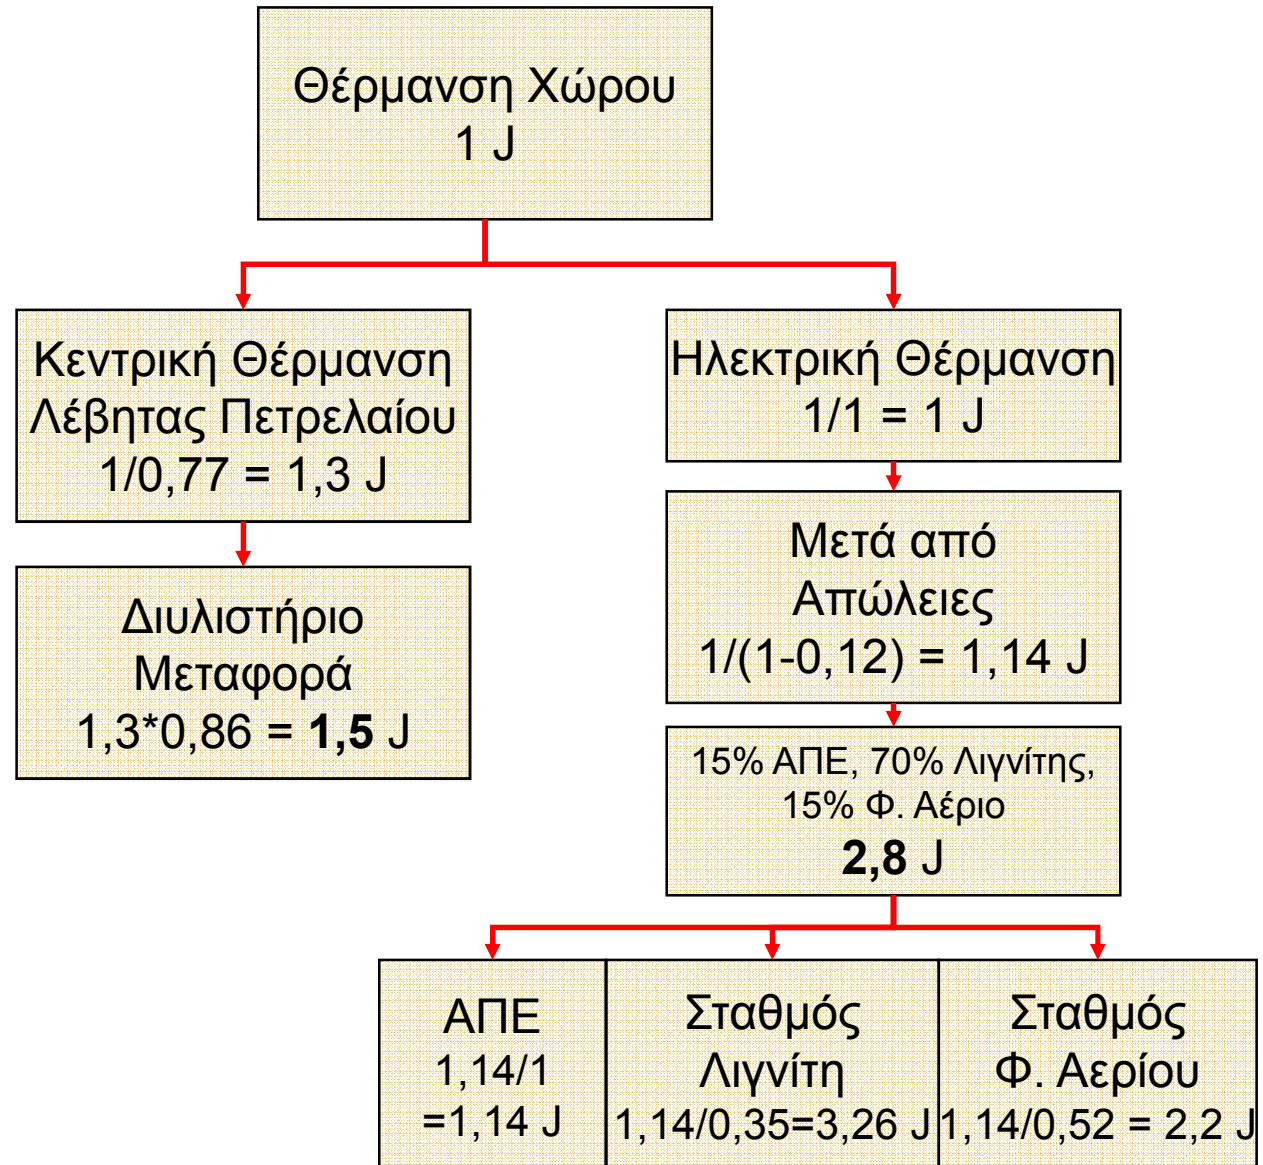 Θέρμανση Χώρου
1 J
Κεντρική Θέρμανση
Λέβητας Πετρελαίου
1/0,77 = 1,3 J
Διυλιστήριο
Μεταφορά
1,3*0,86 = 1,5 J
Ηλεκτρική Θέρμανση
1/1 = 1 J
Μετά από
Απώλειες
1/(1-0,12) = 1,14 J
15% ΑΠΕ, 70% Λιγνίτης,
15% Φ. Αέριο
2,8 J
ΑΠΕ
1,14/1
=1,14 J
Σταθμός
Λιγνίτη
1,14/0,35=3,26 J
Σταθμός
Φ. Αερίου
1,14/0,52 = 2,2 J